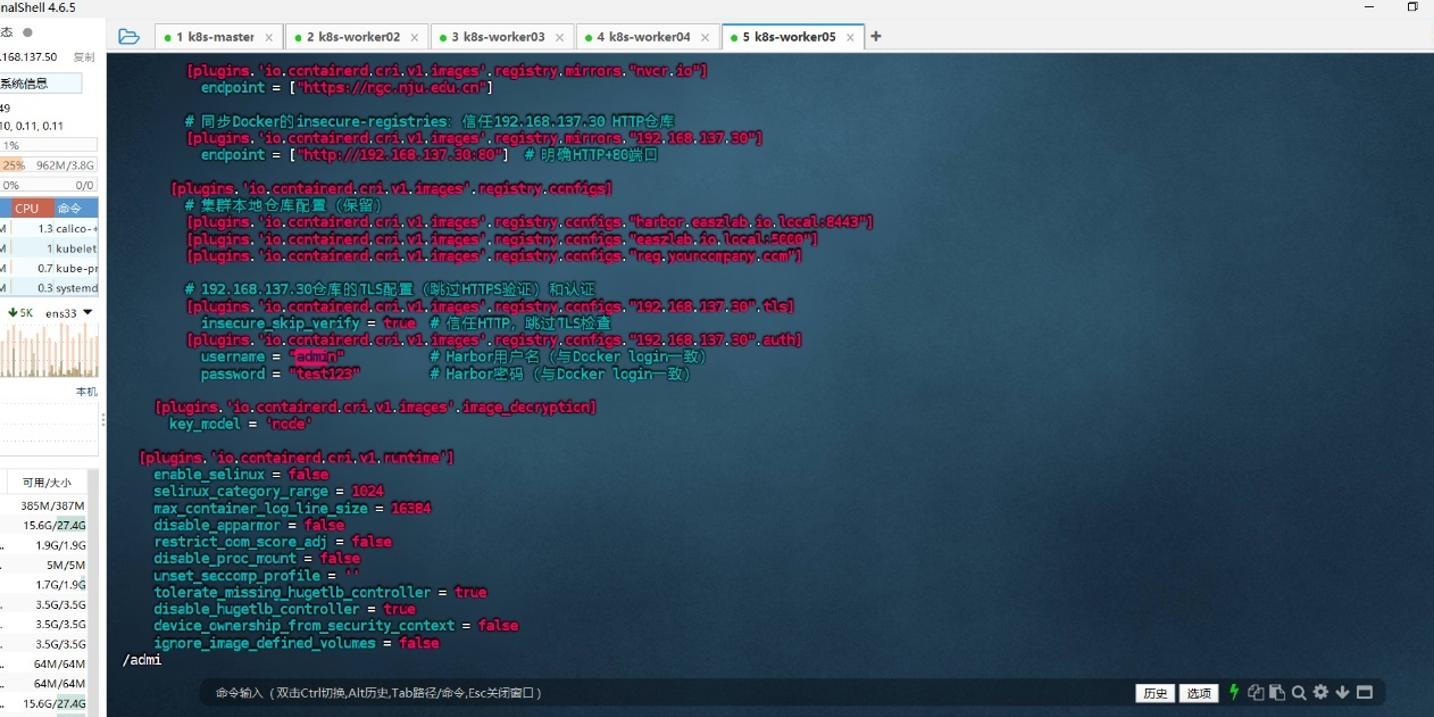 nalShell 4.6.5
态
1 k8s-master
2 k8s-worker02
3 k8s-worker03
4 k8s-worker04
5 k8s-worker05
.168.137.50 复制
系统信息
49
10, 0.11, 0.11
1%
25% 962M/3.8G
0% 0/0
CPU 命令
M 1.3 calico-+
M 1 kubelet
M 0.7 kube-pr
M 0.3 systemd
5K ens33
本机
可用/大小
385M/387M
15.6G/27.4G
1.9G/1.9G
5M/5M
1.7G/1.9G
3.5G/3.5G
3.5G/3.5G
3.5G/3.5G
64M/64M
64M/64M
15.6G/27.4G
[plugins.'io.containerd.cri.v1.images'.registry.mirrors."nvcr.io"]
endpoint = ["https://ngc.nju.edu.cn"]
# 同步Docker的insecure-registries：信任192.168.137.30 HTTP仓库
[plugins.'io.containerd.cri.v1.images'.registry.mirrors."192.168.137.30"]
endpoint = ["http://192.168.137.30:80"] # 明确HTTP+80端口
[plugins.'io.containerd.cri.v1.images'.registry.configs]
# 集群本地仓库配置（保留）
[plugins.'io.containerd.cri.v1.images'.registry.configs."harbor.easzlab.io.local:8443"]
[plugins.'io.containerd.cri.v1.images'.registry.configs."easzlab.io.local:5000"]
[plugins.'io.containerd.cri.v1.images'.registry.configs."reg.yourcompany.com"]
# 192.168.137.30仓库的TLS配置（跳过HTTPS验证）和认证
[plugins.'io.containerd.cri.v1.images'.registry.configs."192.168.137.30".tls]
insecure_skip_verify = true # 信任HTTP，跳过TLS检查
[plugins.'io.containerd.cri.v1.images'.registry.configs."192.168.137.30".auth]
username = "admin" # Harbor用户名（与Docker login一致）
password = "test123" # Harbor密码（与Docker login一致）
[plugins.'io.containerd.cri.v1.images'.image_decryption]
key_model = 'node'
[plugins.'io.containerd.cri.v1.runtime']
enable_selinux = false
selinux_category_range = 1024
max_container_log_line_size = 16384
disable_apparmor = false
restrict_oom_score_adj = false
disable_proc_mount = false
unset_seccomp_profile = ''
tolerate_missing_hugetlb_controller = true
disable_hugetlb_controller = true
device_ownership_from_security_context = false
ignore_image_defined_volumes = false
/admi
命令输入（双击Ctrl切换,Alt历史,Tab路径/命令,Esc关闭窗口）
历史 选项